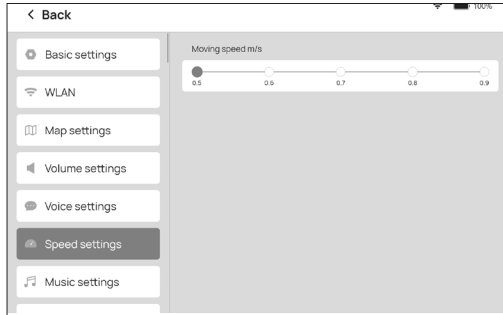 100%
Back
Basic settings
WLAN
Map settings
Volume settings
Voice settings
Speed settings
Music settings
Moving speed m/s
0.5 0.6 0.7 0.8 0.9